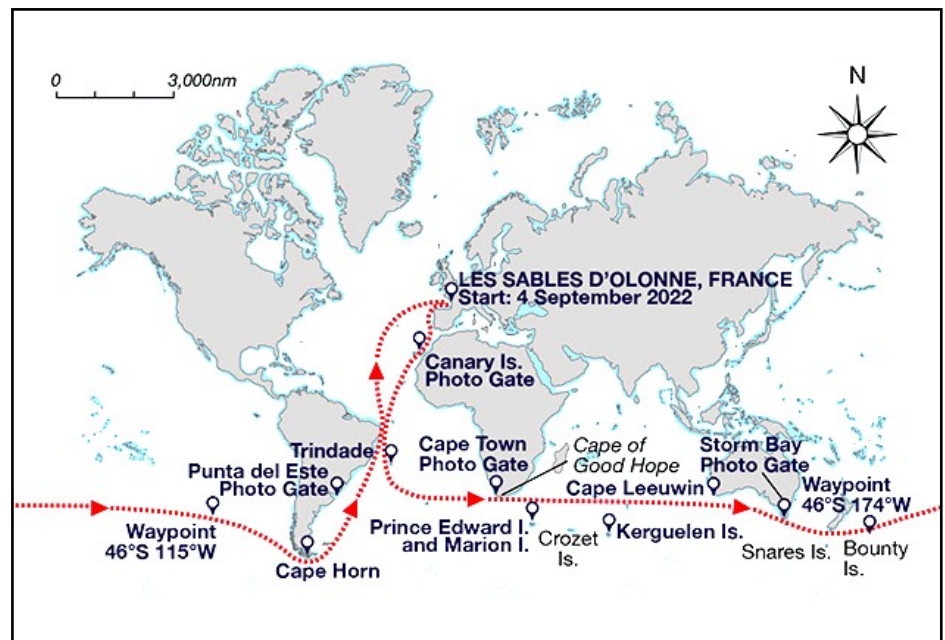 0
3,000nm
N
LES SABLES D'OLONNE, FRANCE
Start: 4 September 2022
Canary Is.
Photo Gate
Trindade
Cape Town
Photo Gate
Cape of
Good Hope
Storm Bay
Photo Gate
Punta del Este
Photo Gate
Cape Leeuwin
Waypoint
46°S 174°W
Waypoint
46°S 115°W
Prince Edward I.
and Marion I.
Crozet
Is.
Kerguelen Is.
Snares Is.
Bounty
Is.
Cape Horn